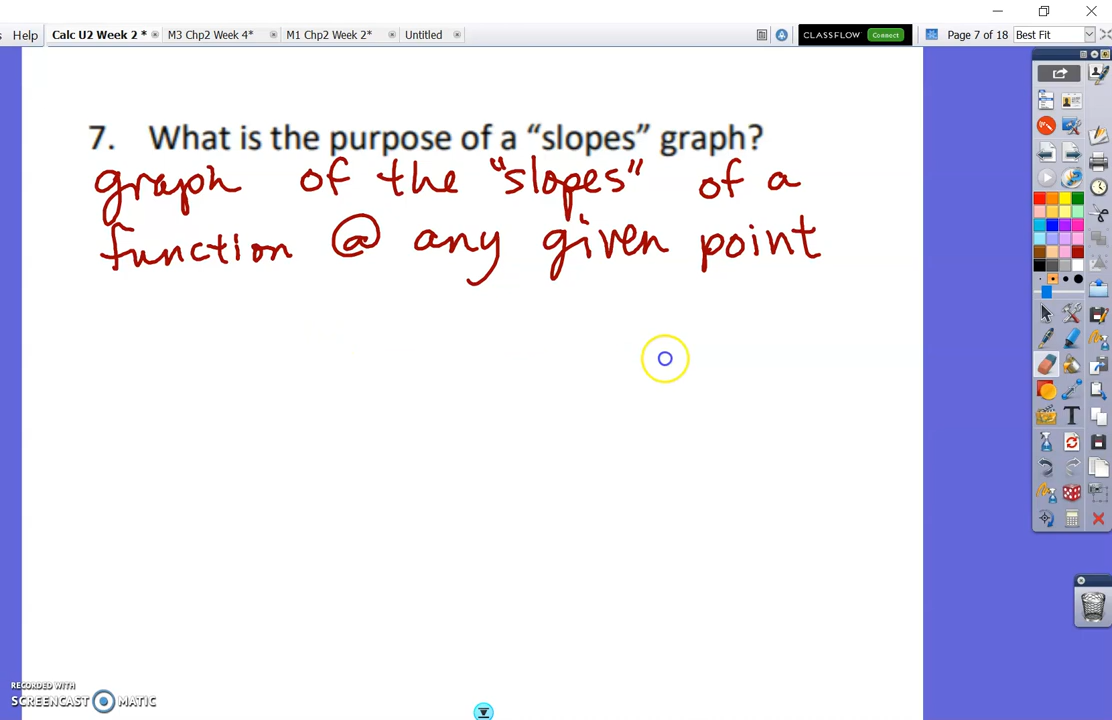 s Help Calc U2 Week 2 * M3 Chp2 Week 4* M1 Chp2 Week 2* Untitled CLASSFLOW Connect Page 7 of 18 Best Fit
7. What is the purpose of a “slopes” graph?
graph of the "slopes" of a
function @ any given point
RECORDED WITH
SCREENCAST MATIC